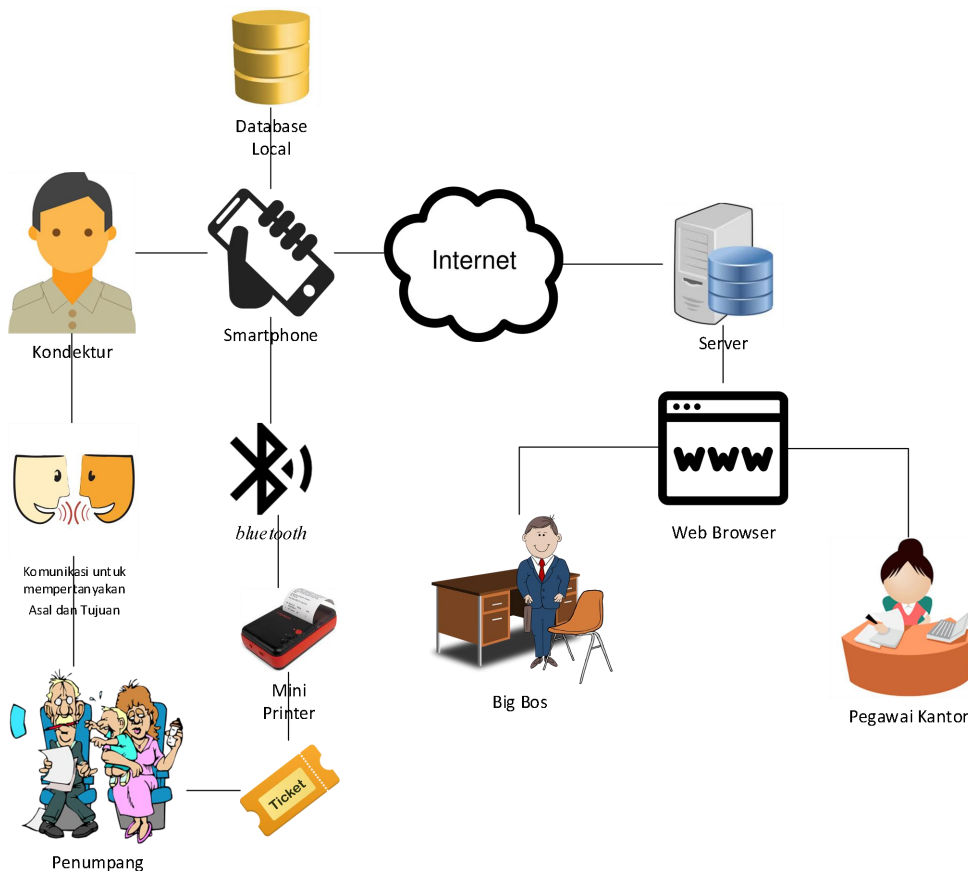 Database
Local
Internet
Kondektur
Smartphone
Server
WWW
bluetooth
Web Browser
Komunikasi untuk
mempertanyakan
Asal dan Tujuan
Mini
Printer
Big Bos
Pegawai Kantor
Ticket
Penumpang